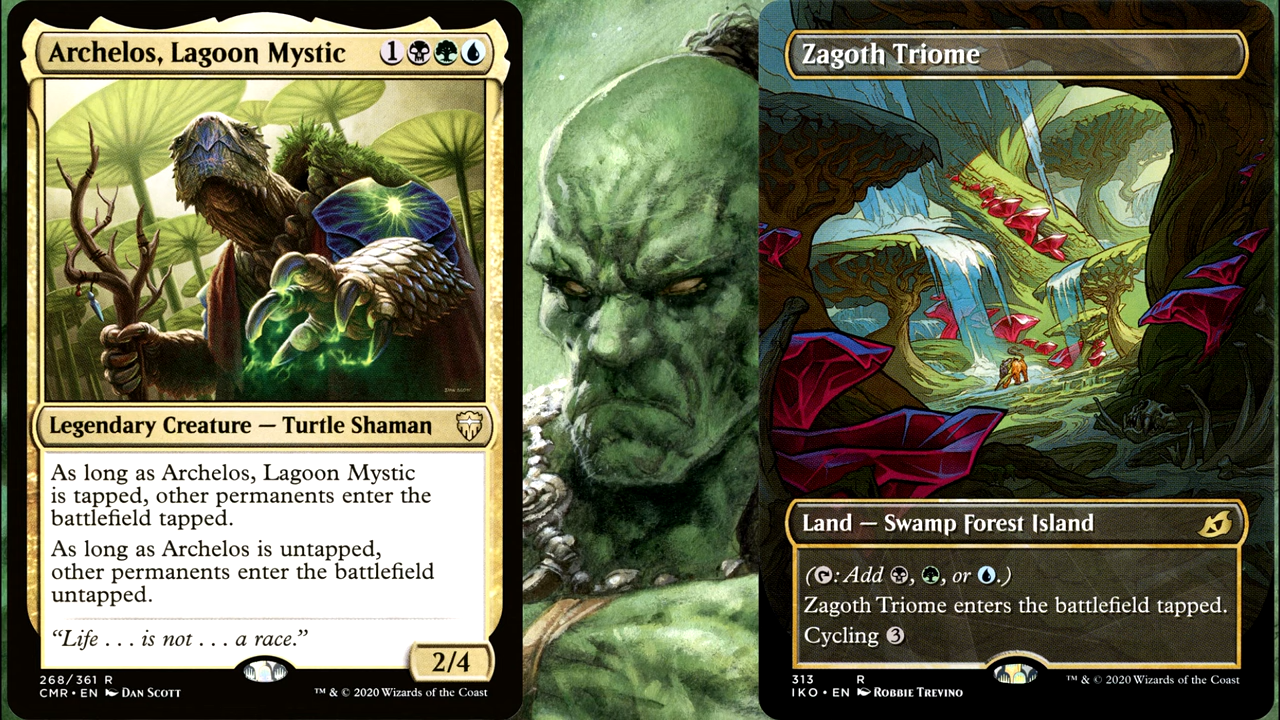 Archelos, Lagoon Mystic 1
Legendary Creature — Turtle Shaman
As long as Archelos, Lagoon Mystic
is tapped, other permanents enter the
battlefield tapped.
As long as Archelos is untapped,
other permanents enter the battlefield
untapped.
“Life . . . is not . . . a race.”
2/4
268/361 R
CMR • EN Dan Scott
™ & © 2020 Wizards of the Coast
Zagoth Triome
Land — Swamp Forest Island
(: Add , , or .)
Zagoth Triome enters the battlefield tapped.
Cycling 3
313 R
IKO • EN Robbie Trevino
™ & © 2020 Wizards of the Coast